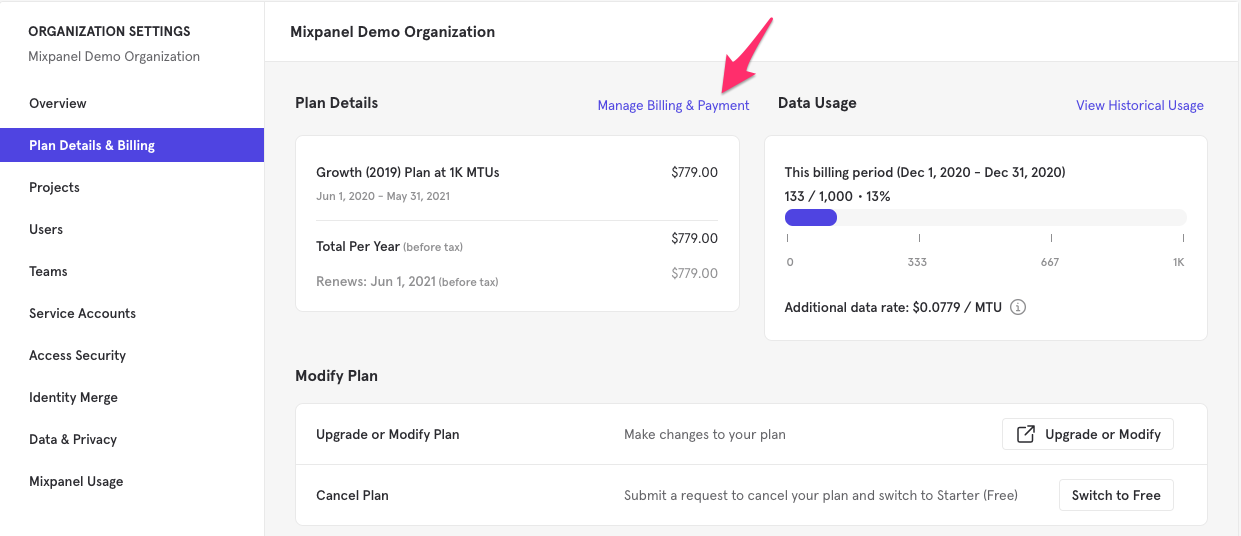 ORGANIZATION SETTINGS
Mixpanel Demo Organization
Overview
Plan Details & Billing
Projects
Users
Teams
Service Accounts
Access Security
Identity Merge
Data & Privacy
Mixpanel Usage
Mixpanel Demo Organization
Plan Details
Manage Billing & Payment
Growth (2019) Plan at 1K MTUs $779.00
Jun 1, 2020 - May 31, 2021
Total Per Year (before tax) $779.00
Renews: Jun 1, 2021 (before tax) $779.00
Data Usage
View Historical Usage
This billing period (Dec 1, 2020 - Dec 31, 2020)
133 / 1,000 • 13%
0 333 667 1K
Additional data rate: $0.0779 / MTU
Modify Plan
Upgrade or Modify Plan Make changes to your plan Upgrade or Modify
Cancel Plan Submit a request to cancel your plan and switch to Starter (Free) Switch to Free